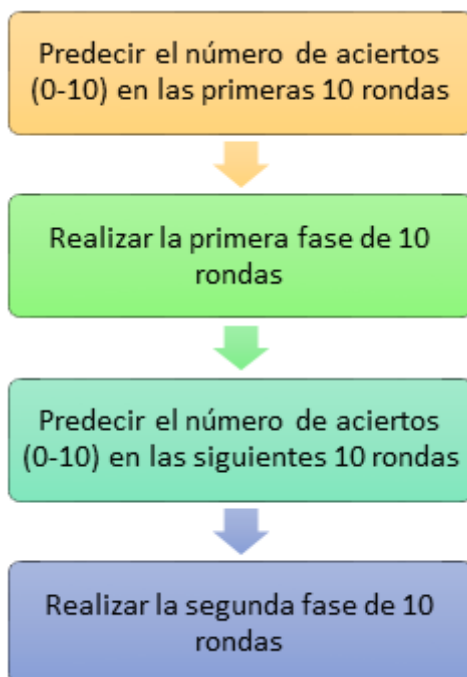 Predecir el número de aciertos
(0-10) en las primeras 10 rondas
Realizar la primera fase de 10
rondas
Predecir el número de aciertos
(0-10) en las siguientes 10 rondas
Realizar la segunda fase de 10
rondas